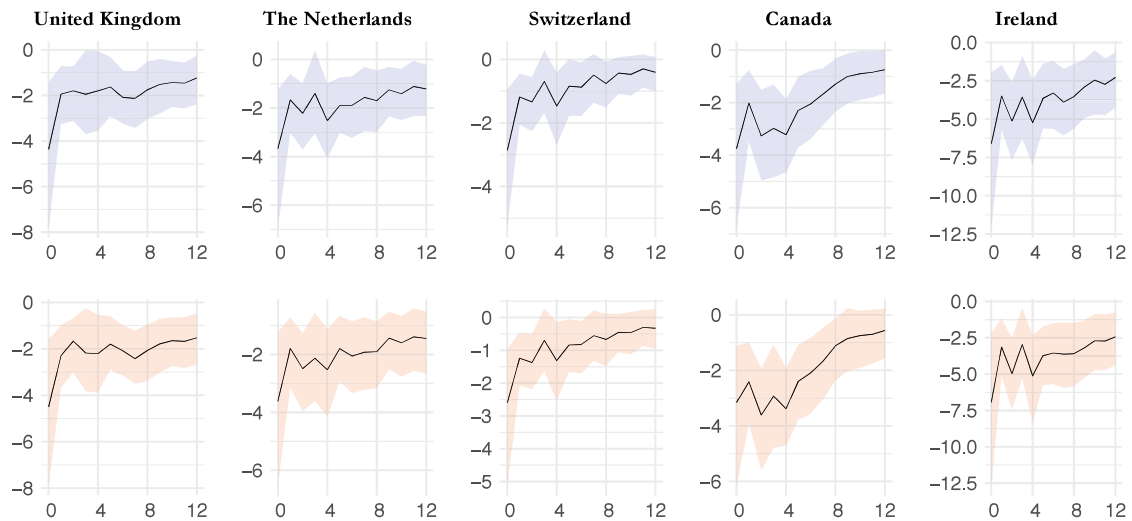 United Kingdom The Netherlands Switzerland Canada Ireland
0 0 0 0 0.0
−2 −2 −2 −2 −2.5
−4 −4 −4 −4 −5.0
−6 −6 −6 −7.5
−8 −10.0
−12.5
0 4 8 12 0 4 8 12 0 4 8 12 0 4 8 12 0 4 8 12
0 −2 0 0 0.0
−2 −4 −1 −2 −2.5
−4 −6 −2 −4 −5.0
−6 −3 −6 −7.5
−8 −4 −10.0
−5 −12.5
0 4 8 12 0 4 8 12 0 4 8 12 0 4 8 12 0 4 8 12